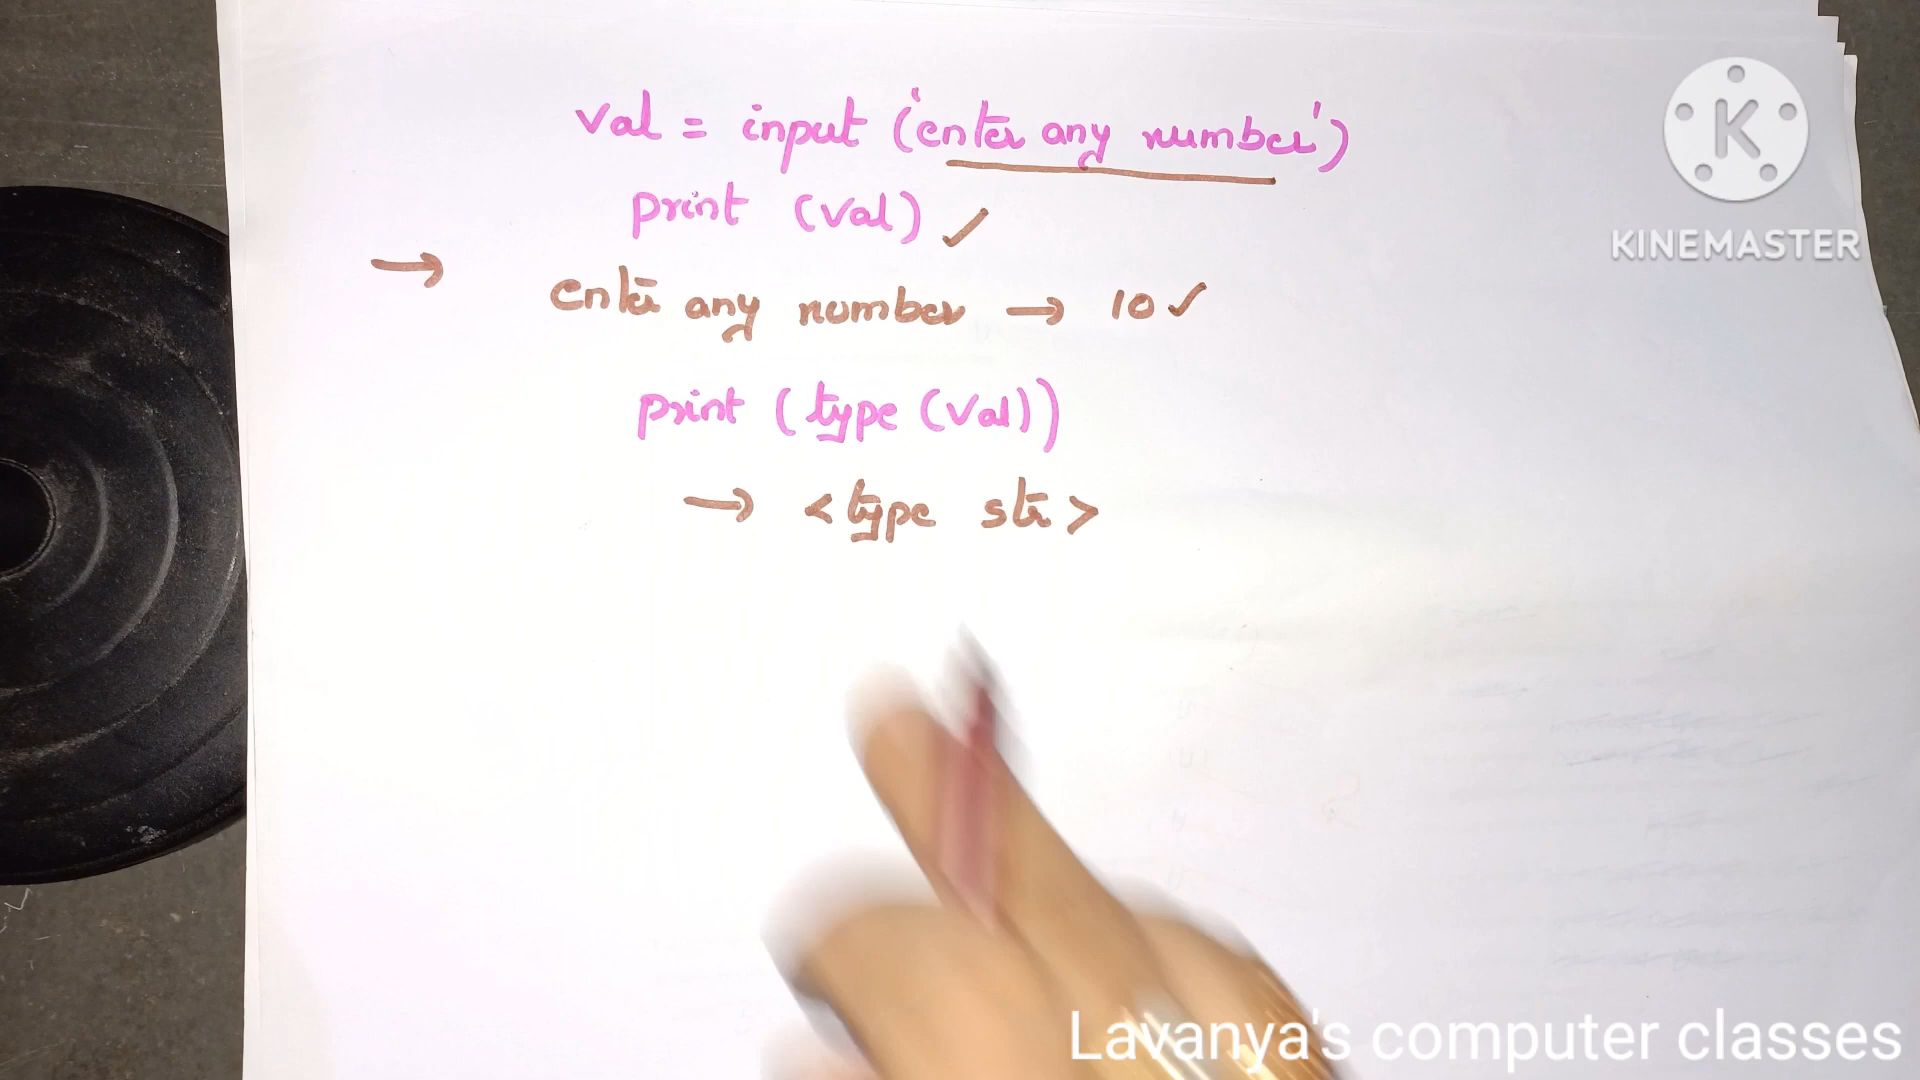 val = input ('enter any number')
print (val) ✓
→
enter any number → 10 ✓
print (type (val))
→ <type str>
K
KINEMASTER
Lavanya's computer classes